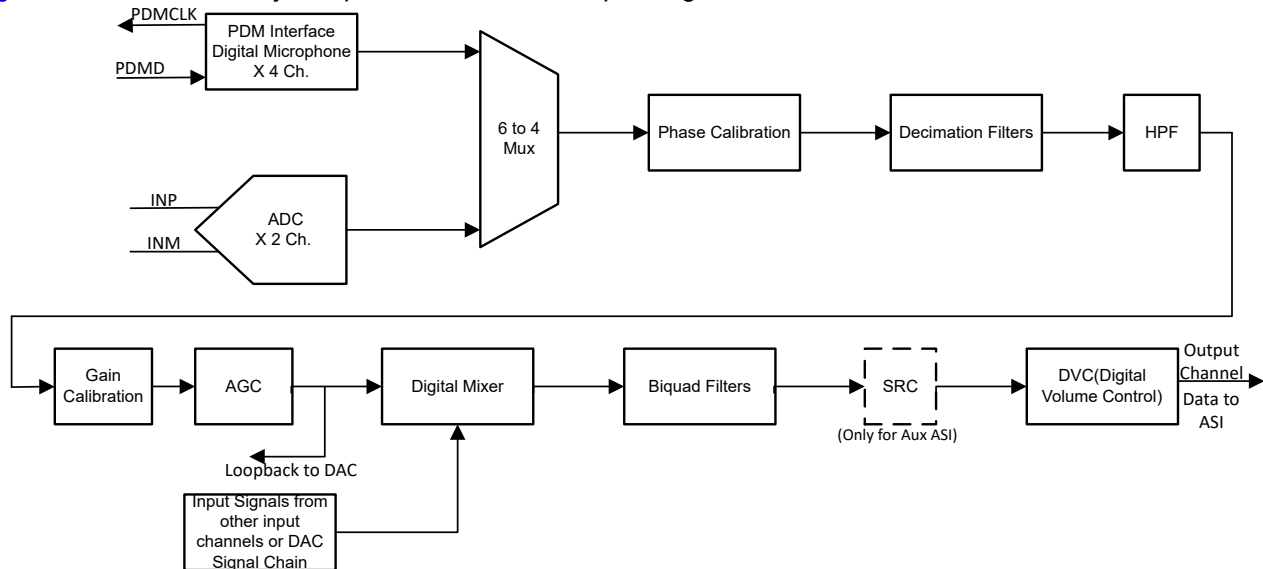 PDMCLK
PDM Interface
Digital Microphone
X 4 Ch.
PDMD
6 to 4
Mux
Phase Calibration
Decimation Filters
HPF
INP
INM
ADC
X 2 Ch.
Gain
Calibration
AGC
Digital Mixer
Biquad Filters
SRC
(Only for Aux ASI)
DVC(Digital
Volume Control)
Output
Channel
Data to
ASI
Loopback to DAC
Input Signals from
other input
channels or DAC
Signal Chain